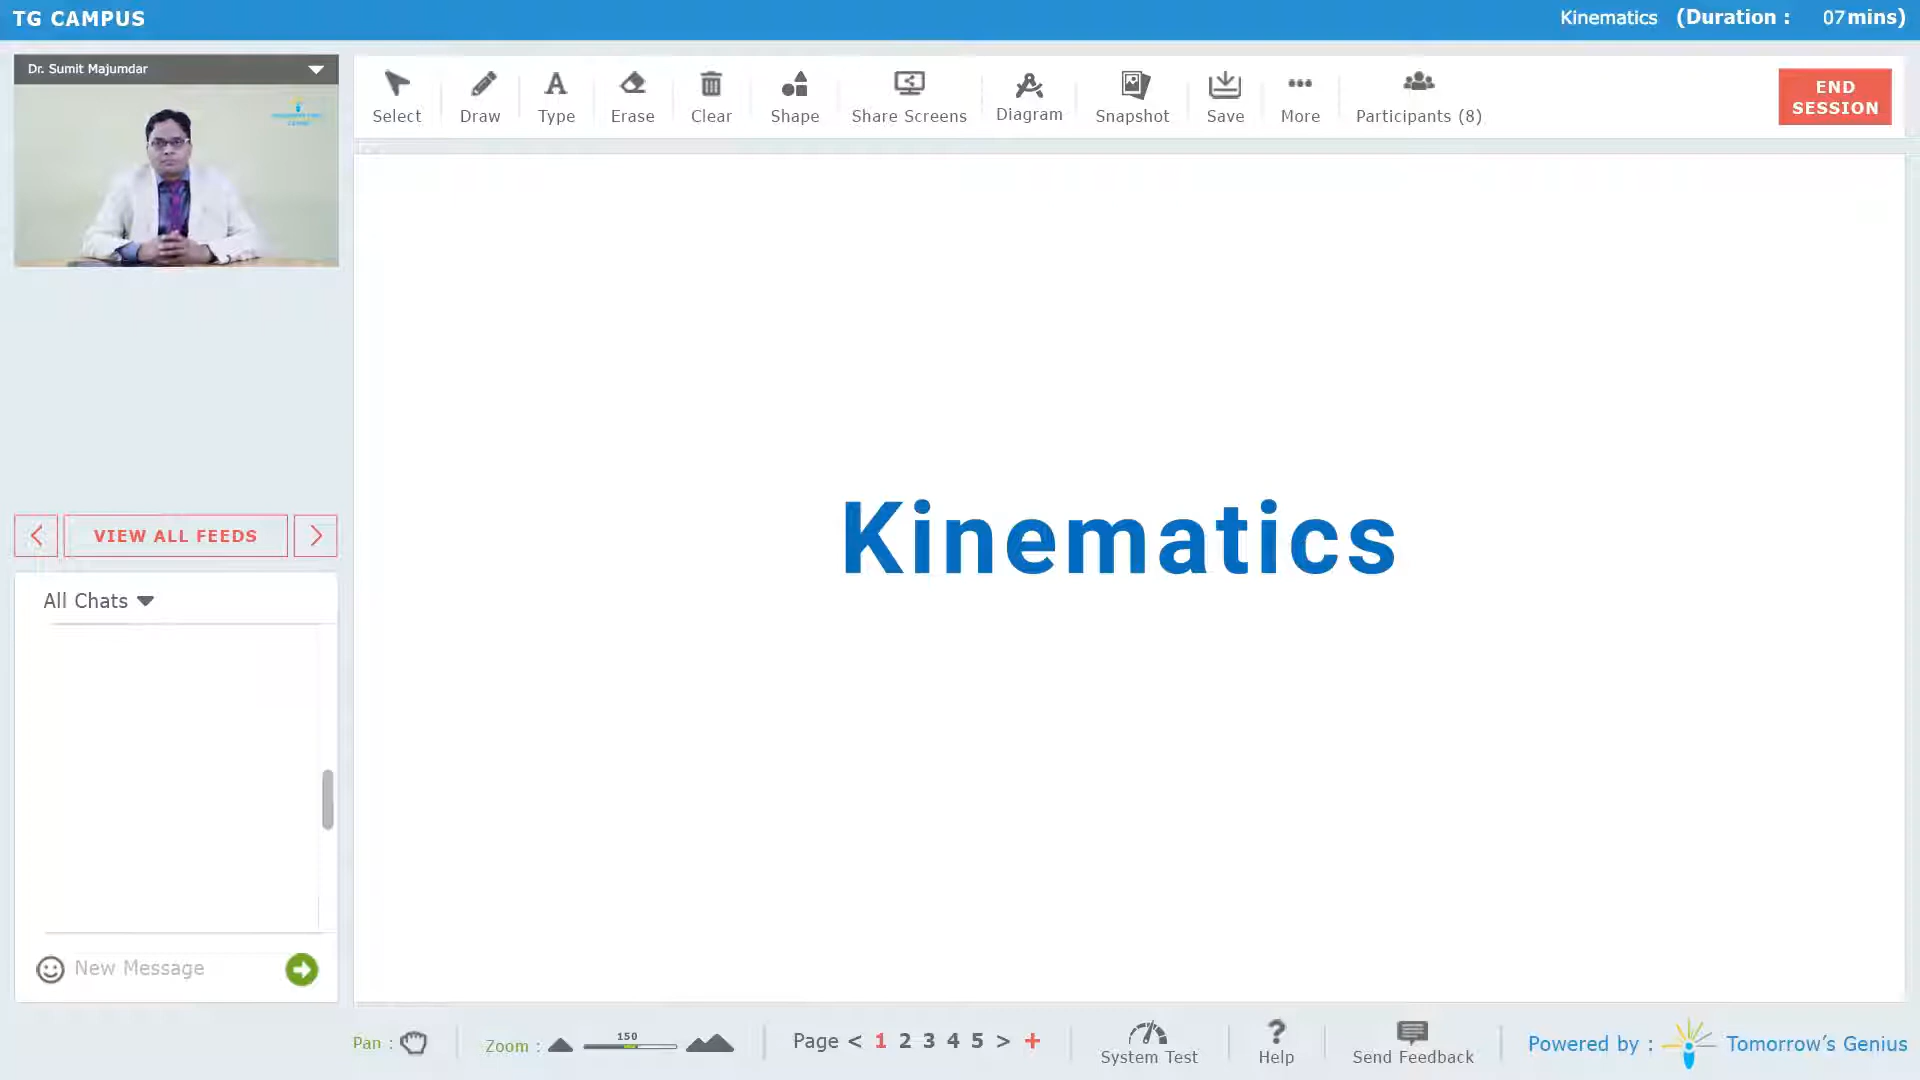 TG CAMPUS
Kinematics (Duration : 07 mins)
Dr. Sumit Majumdar
Select
Draw
Type
Erase
Clear
Shape
Share Screens
Diagram
Snapshot
Save
More
Participants (8)
END
SESSION
Kinematics
VIEW ALL FEEDS
All Chats
New Message
Pan :
Zoom :
150
Page < 1 2 3 4 5 > +
System Test
Help
Send Feedback
Powered by :
Tomorrow's Genius